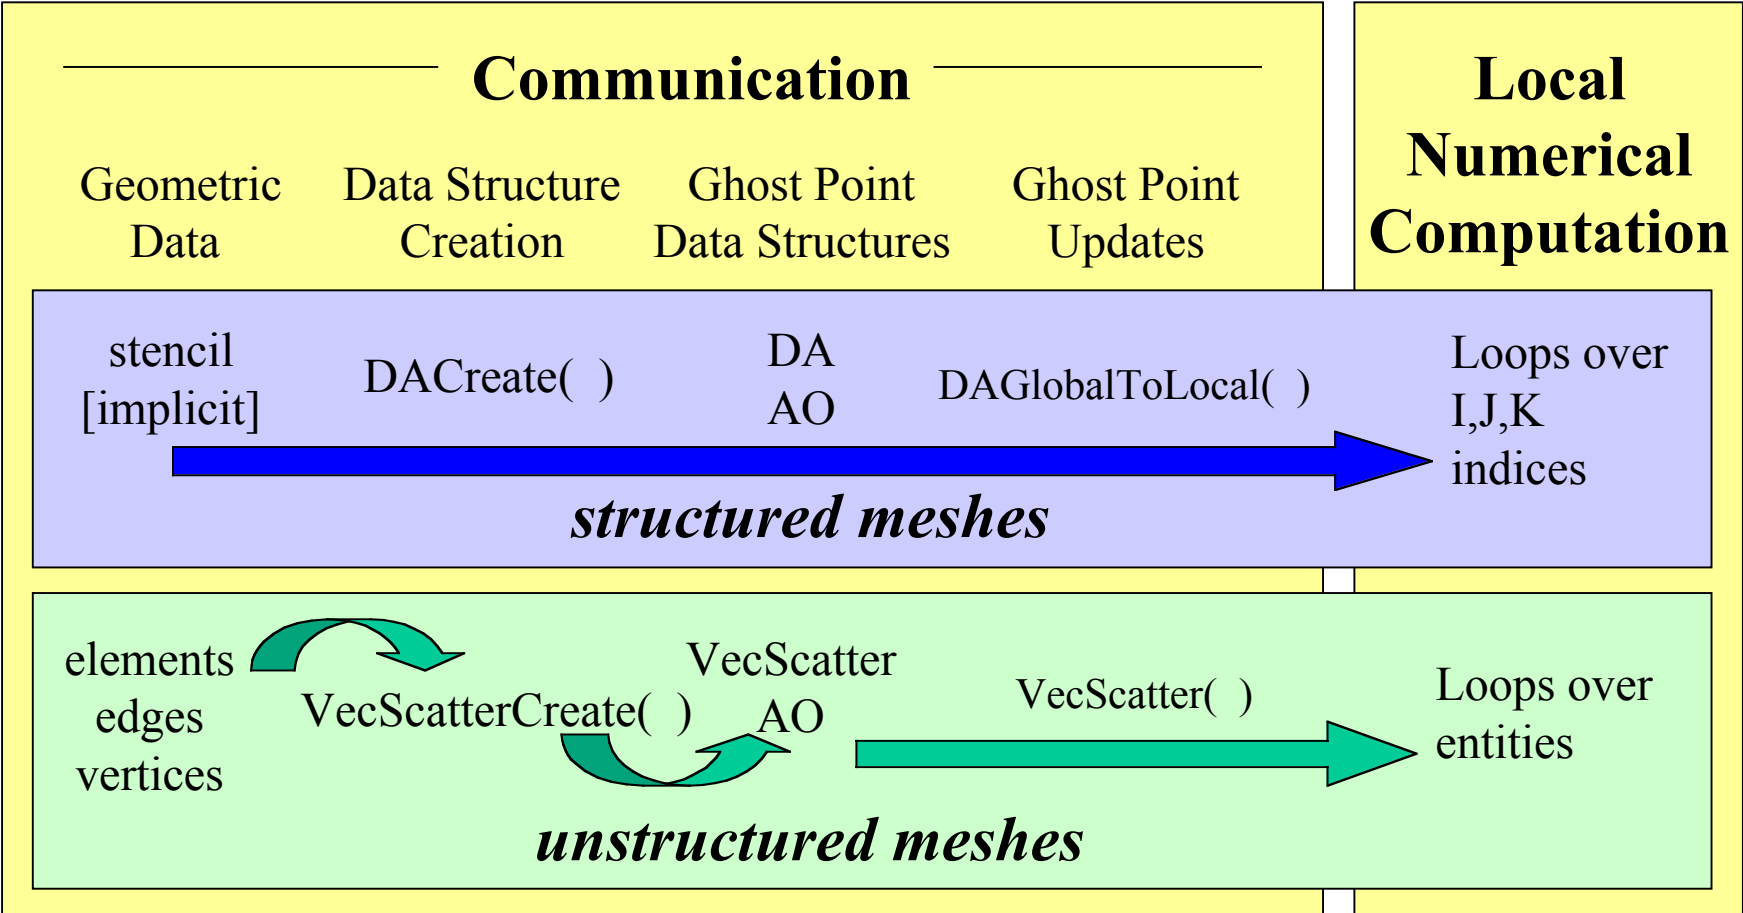 Communication
Local
Numerical
Computation
Geometric
Data
Data Structure
Creation
Ghost Point
Data Structures
Ghost Point
Updates
stencil
[implicit]
DACreate( )
DA
AO
DAGlobalToLocal( )
Loops over
I,J,K
indices
structured meshes
elements
edges
vertices
VecScatterCreate( )
VecScatter
AO
VecScatter( )
Loops over
entities
unstructured meshes